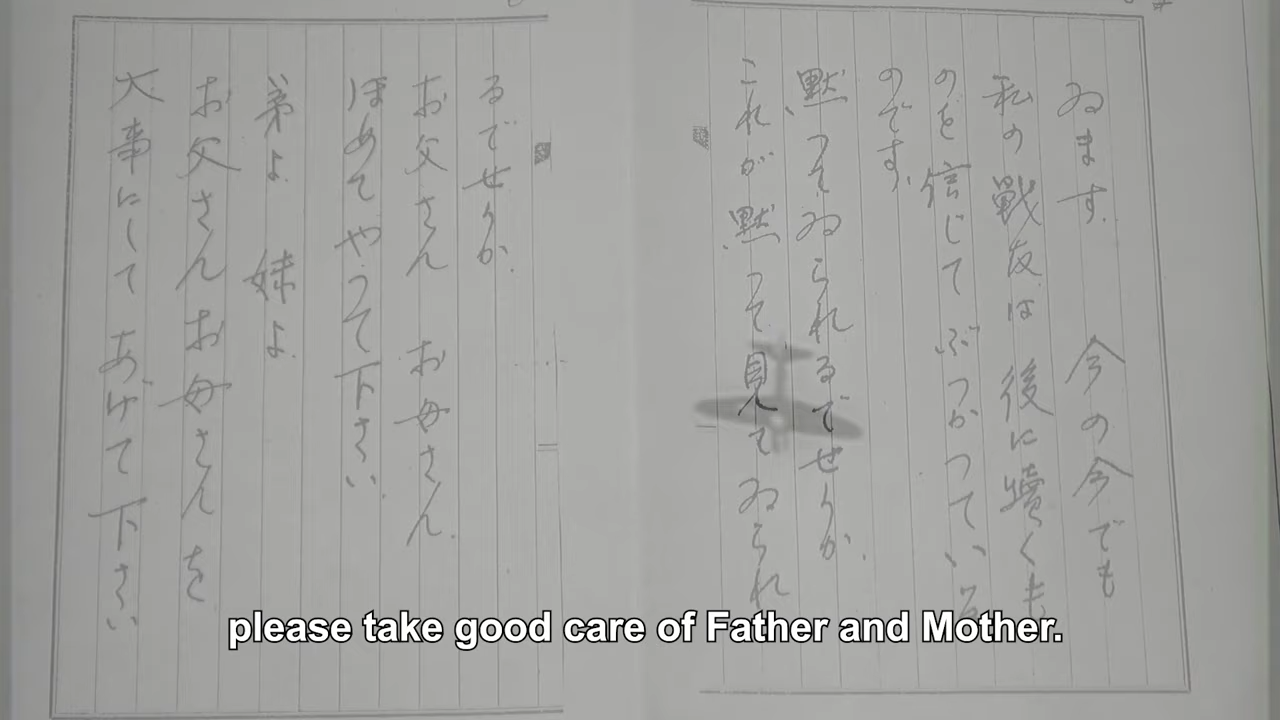 ゐます 今の今でも
私の戦友は 後に續くも
のを信じてぶつかつている
のです、
黙つてゐられるでせうか.
これが黙つて見てゐられ
るでせうか.
お父さん お母さん.
ほめてやつて下さい.
弟よ 妹よ
お父さんお母さんを
大事にして あげて下さい
please take good care of Father and Mother.